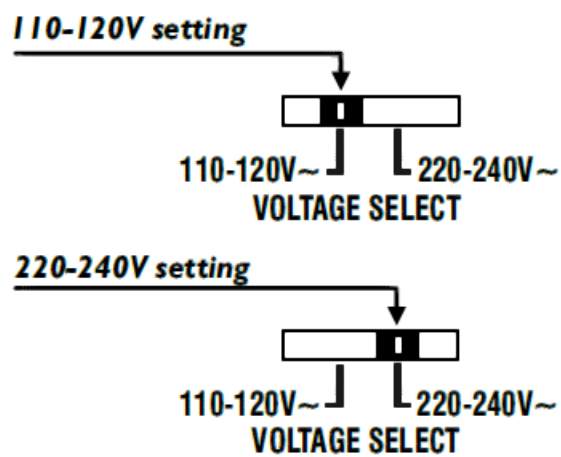 110-120V setting
110-120V~ 220-240V~
VOLTAGE SELECT
220-240V setting
110-120V~ 220-240V~
VOLTAGE SELECT